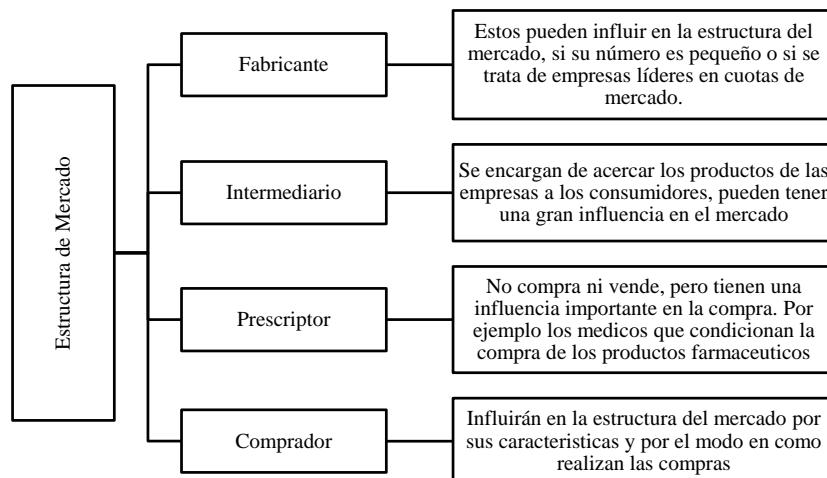 Estructura de Mercado
Fabricante
Estos pueden influir en la estructura del
mercado, si su número es pequeño o si se
trata de empresas líderes en cuotas de
mercado.
Intermediario
Se encargan de acercar los productos de las
empresas a los consumidores, pueden tener
una gran influencia en el mercado
Prescriptor
No compra ni vende, pero tienen una
influencia importante en la compra. Por
ejemplo los medicos que condicionan la
compra de los productos farmaceuticos
Comprador
Influirán en la estructura del mercado por
sus caracteristicas y por el modo en como
realizan las compras